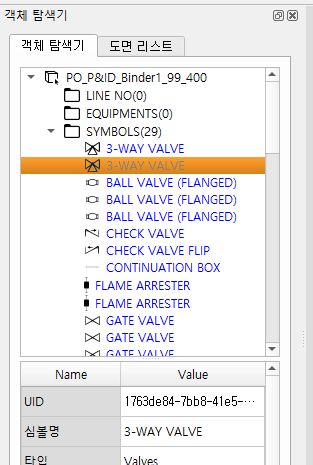 객체 탐색기
객체 탐색기
도면 리스트
PO_P&ID_Binder1_99_400
LINE NO(0)
EQUIPMENTS(0)
SYMBOLS(29)
3-WAY VALVE
3-WAY VALVE
BALL VALVE (FLANGED)
BALL VALVE (FLANGED)
BALL VALVE (FLANGED)
CHECK VALVE
CHECK VALVE FLIP
CONTINUATION BOX
FLAME ARRESTER
FLAME ARRESTER
GATE VALVE
GATE VALVE
GATE VALVE
Name Value
UID 1763de84-7bb8-41e5-···
심볼명 3-WAY VALVE
타입 Valves